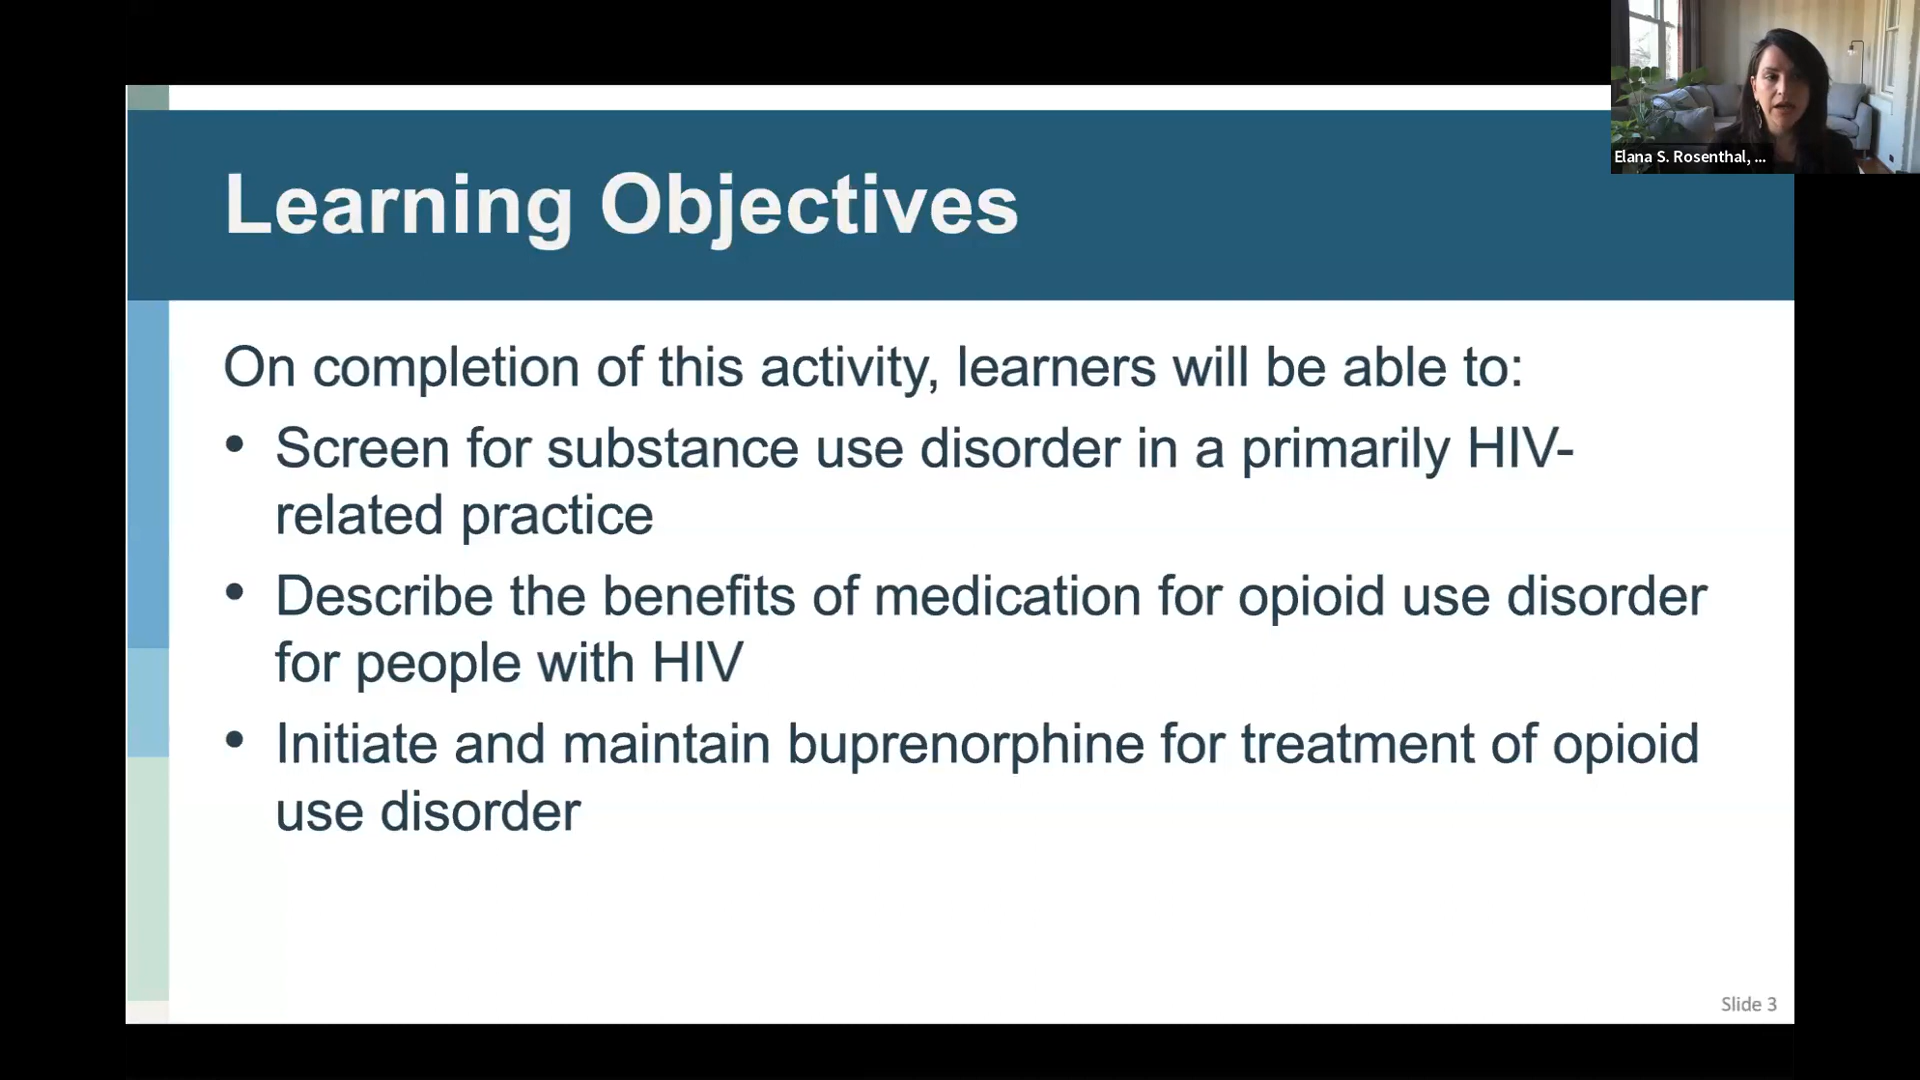 Elana S. Rosenthal, ...
Learning Objectives
On completion of this activity, learners will be able to:
• Screen for substance use disorder in a primarily HIV-
related practice
• Describe the benefits of medication for opioid use disorder
for people with HIV
• Initiate and maintain buprenorphine for treatment of opioid
use disorder
Slide 3